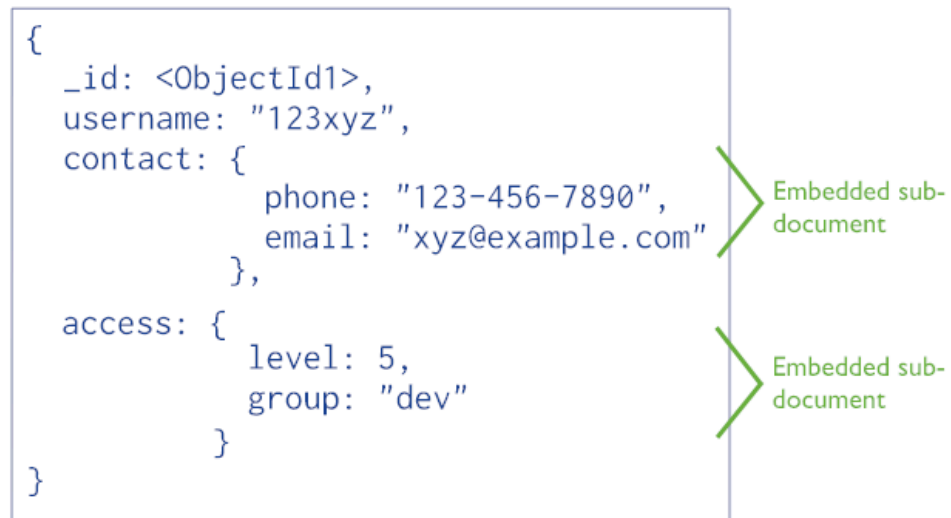 {
_id: <ObjectId1>,
username: "123xyz",
contact: {
phone: "123-456-7890",
email: "xyz@example.com"
},
Embedded sub-
document
access: {
level: 5,
group: "dev"
}
Embedded sub-
document
}